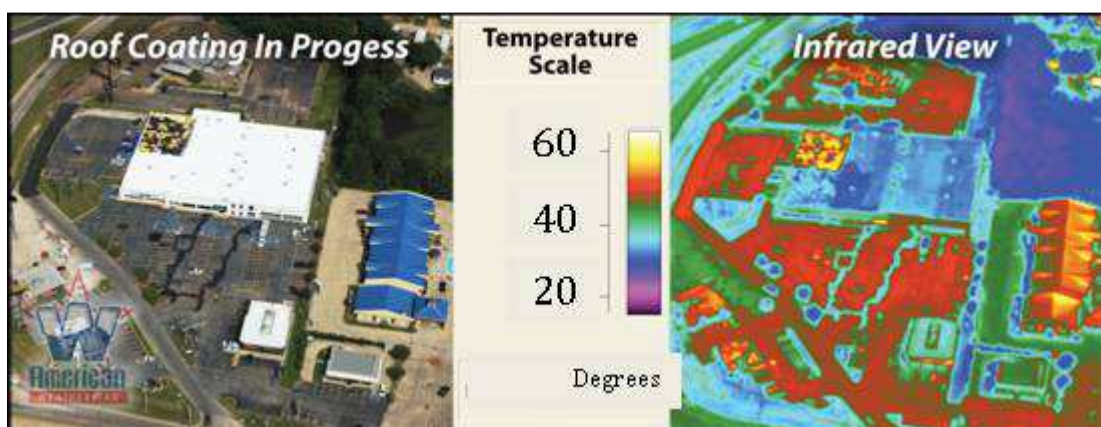 Roof Coating In Progess
Temperature
Scale
60
40
20
Degrees
Infrared View
American